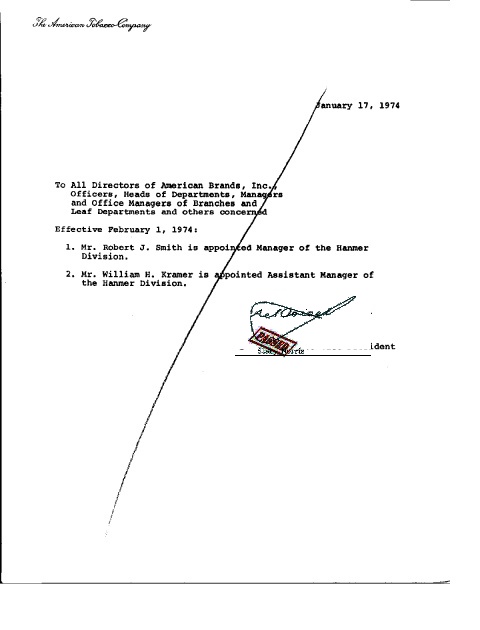 The American Tobacco Company
January 17, 1974
To All Directors of American Brands, Inc.,
Officers, Heads of Departments, Managers
and Office Managers of Branches and
Leaf Departments and others concerned
Effective February 1, 1974:
1. Mr. Robert J. Smith is appointed Manager of the Hanmer
Division.
2. Mr. William H. Kramer is appointed Assistant Manager of
the Hanmer Division.
PASSED
ident